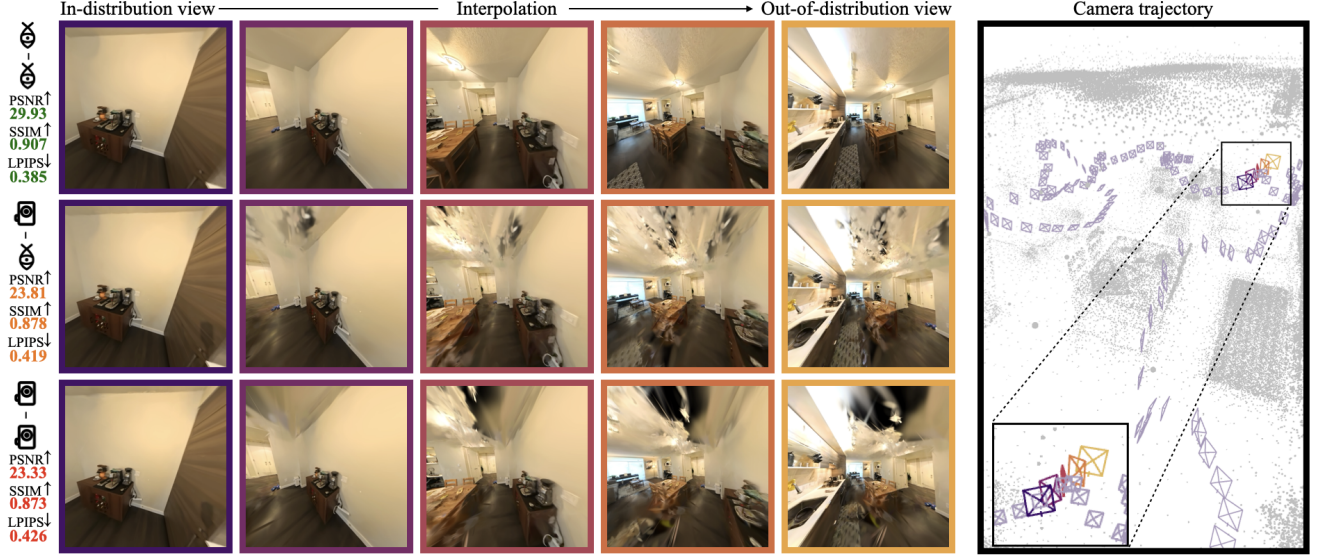 In-distribution view
Interpolation
Out-of-distribution view
Camera trajectory
PSNR↑
29.93
SSIM↑
0.907
LPIPS↓
0.385
PSNR↑
23.81
SSIM↑
0.878
LPIPS↓
0.419
PSNR↑
23.33
SSIM↑
0.873
LPIPS↓
0.426